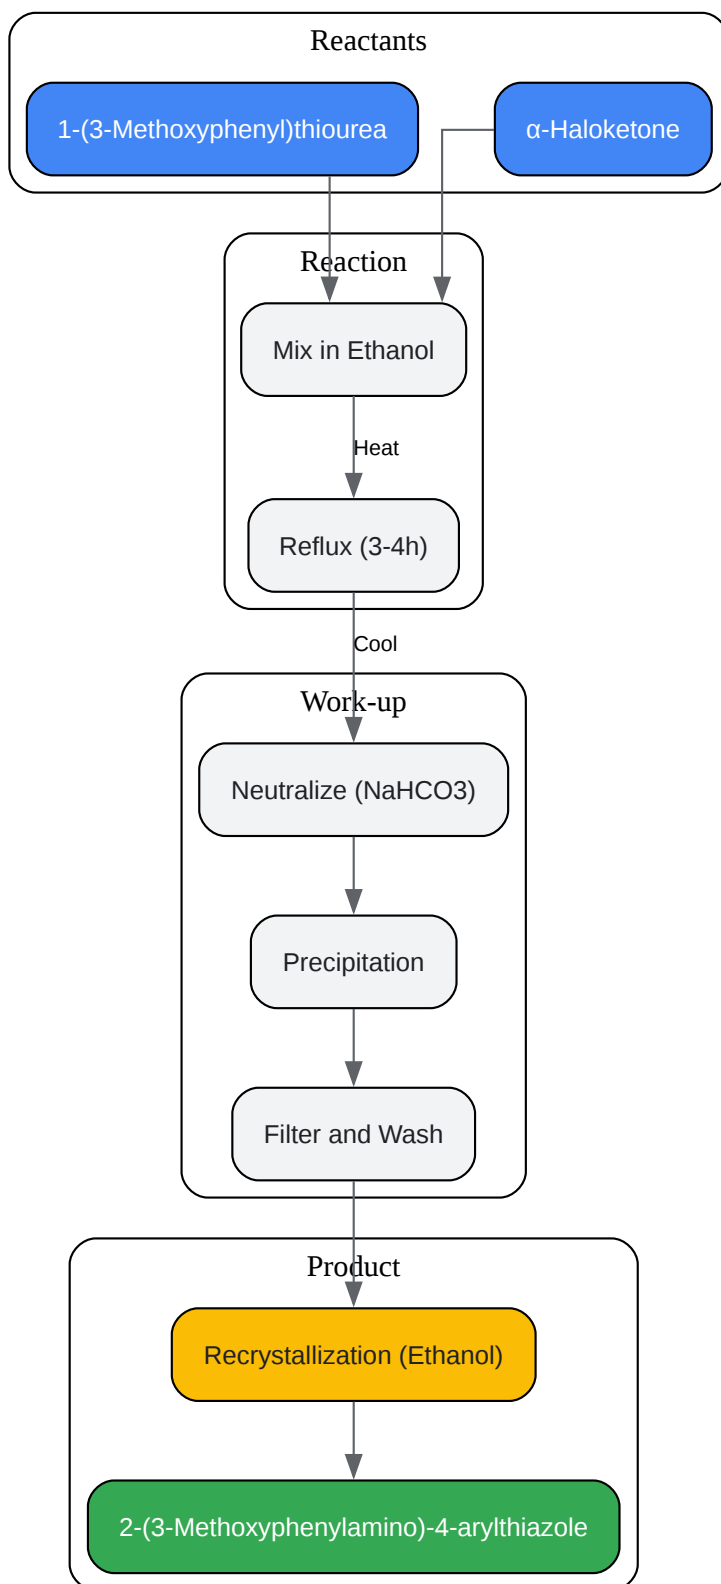 Reactants
1-(3-Methoxyphenyl)thiourea
α-Haloketone
Reaction
Mix in Ethanol
Heat
Reflux (3-4h)
Cool
Work-up
Neutralize (NaHCO3)
Precipitation
Filter and Wash
Product
Recrystallization (Ethanol)
2-(3-Methoxyphenylamino)-4-arylthiazole